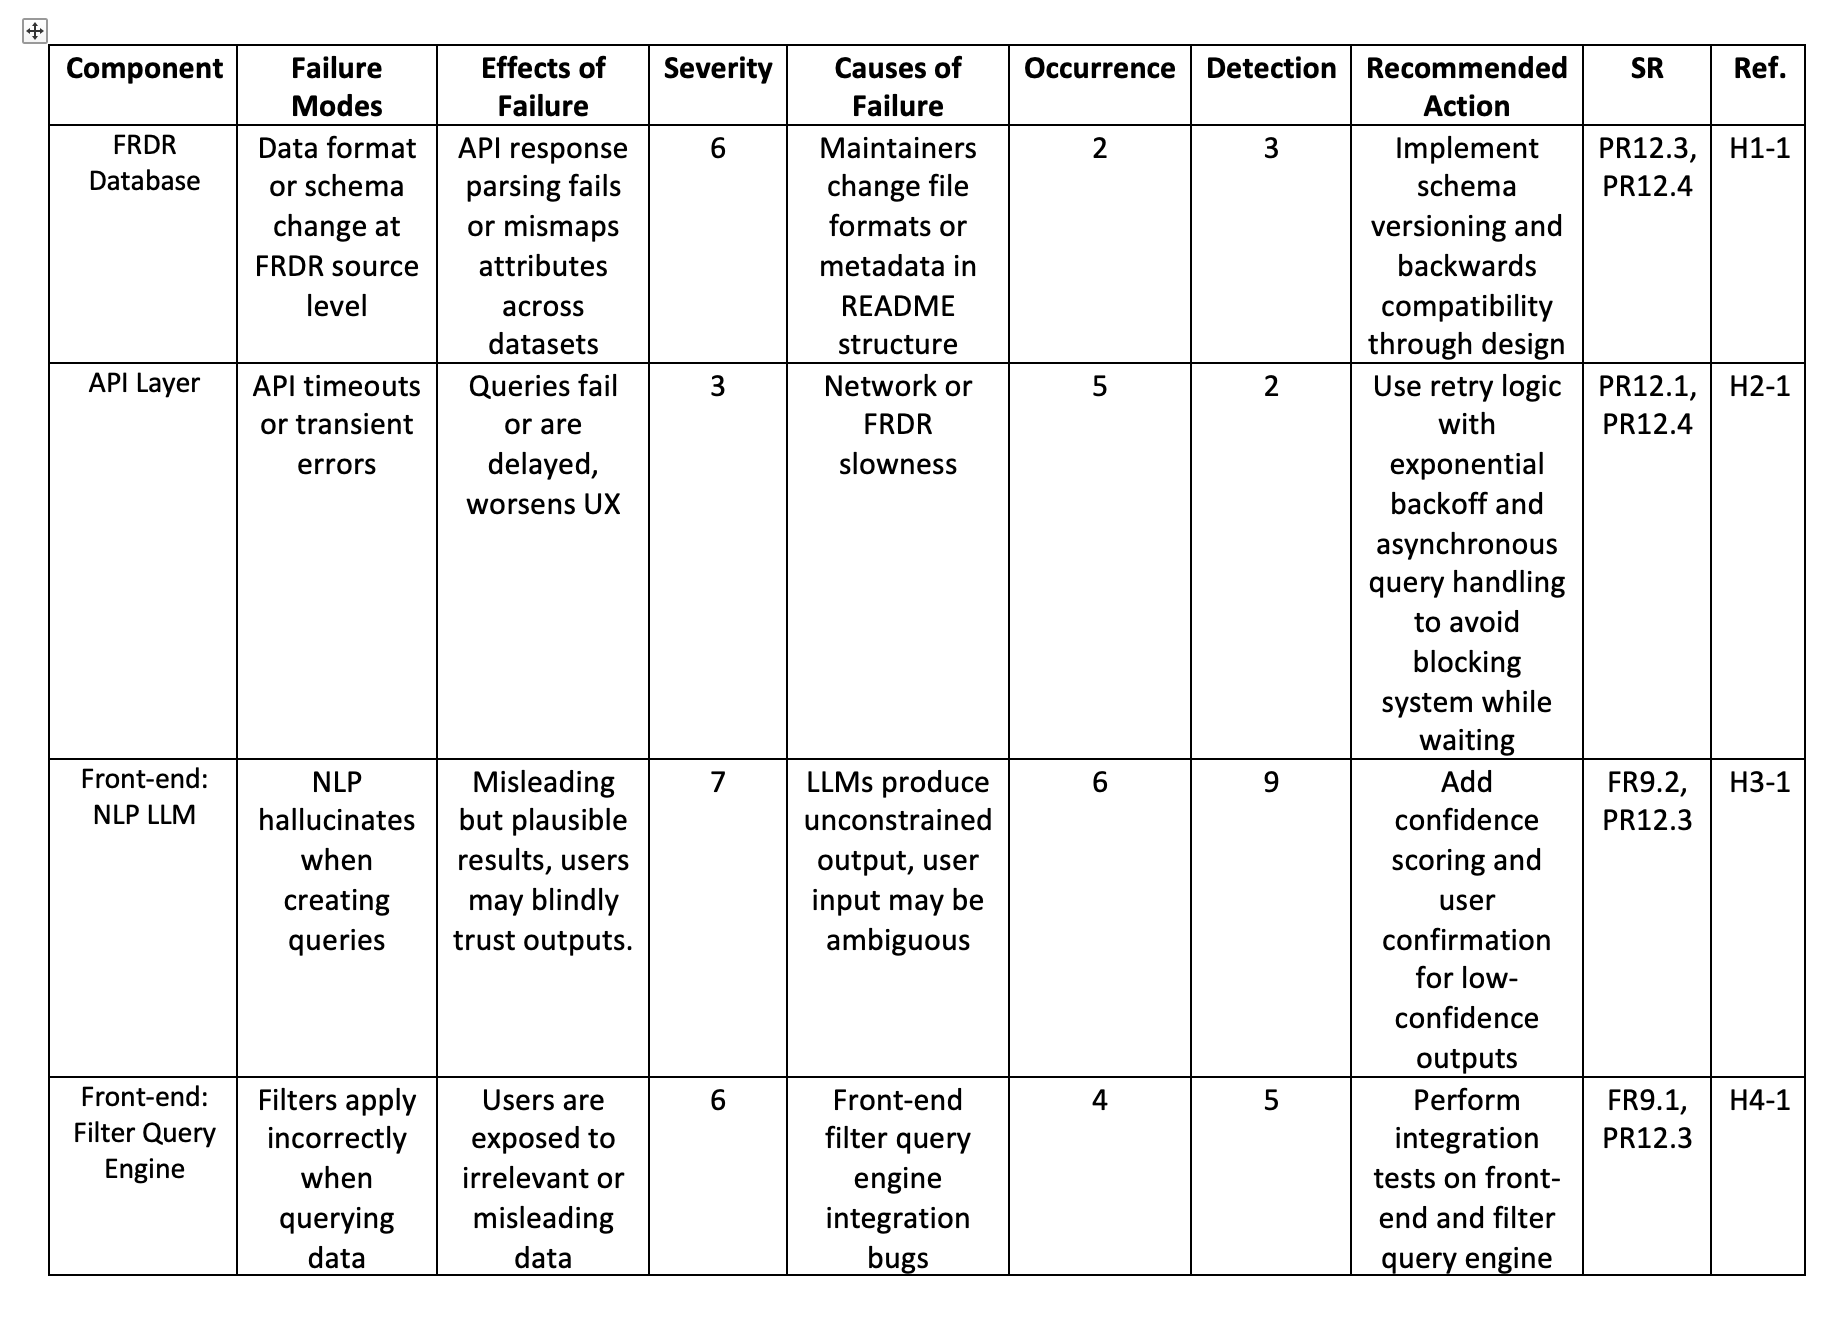 Component
Failure
Modes
Effects of
Failure
Severity
Causes of
Failure
Occurrence
Detection
Recommended
Action
SR
Ref.
FRDR
Database
Data format
or schema
change at
FRDR source
level
API response
parsing fails
or mismaps
attributes
across
datasets
6
Maintainers
change file
formats or
metadata in
README
structure
2
3
Implement
schema
versioning and
backwards
compatibility
through design
PR12.3,
PR12.4
H1-1
API Layer
API timeouts
or transient
errors
Queries fail
or are
delayed,
worsens UX
3
Network or
FRDR
slowness
5
2
Use retry logic
with
exponential
backoff and
asynchronous
query handling
to avoid
blocking
system while
waiting
PR12.1,
PR12.4
H2-1
Front-end:
NLP LLM
NLP
hallucinates
when
creating
queries
Misleading
but plausible
results, users
may blindly
trust outputs.
7
LLMs produce
unconstrained
output, user
input may be
ambiguous
6
9
Add
confidence
scoring and
user
confirmation
for low-
confidence
outputs
FR9.2,
PR12.3
H3-1
Front-end:
Filter Query
Engine
Filters apply
incorrectly
when
querying
data
Users are
exposed to
irrelevant or
misleading
data
6
Front-end
filter query
engine
integration
bugs
4
5
Perform
integration
tests on front-
end and filter
query engine
FR9.1,
PR12.3
H4-1